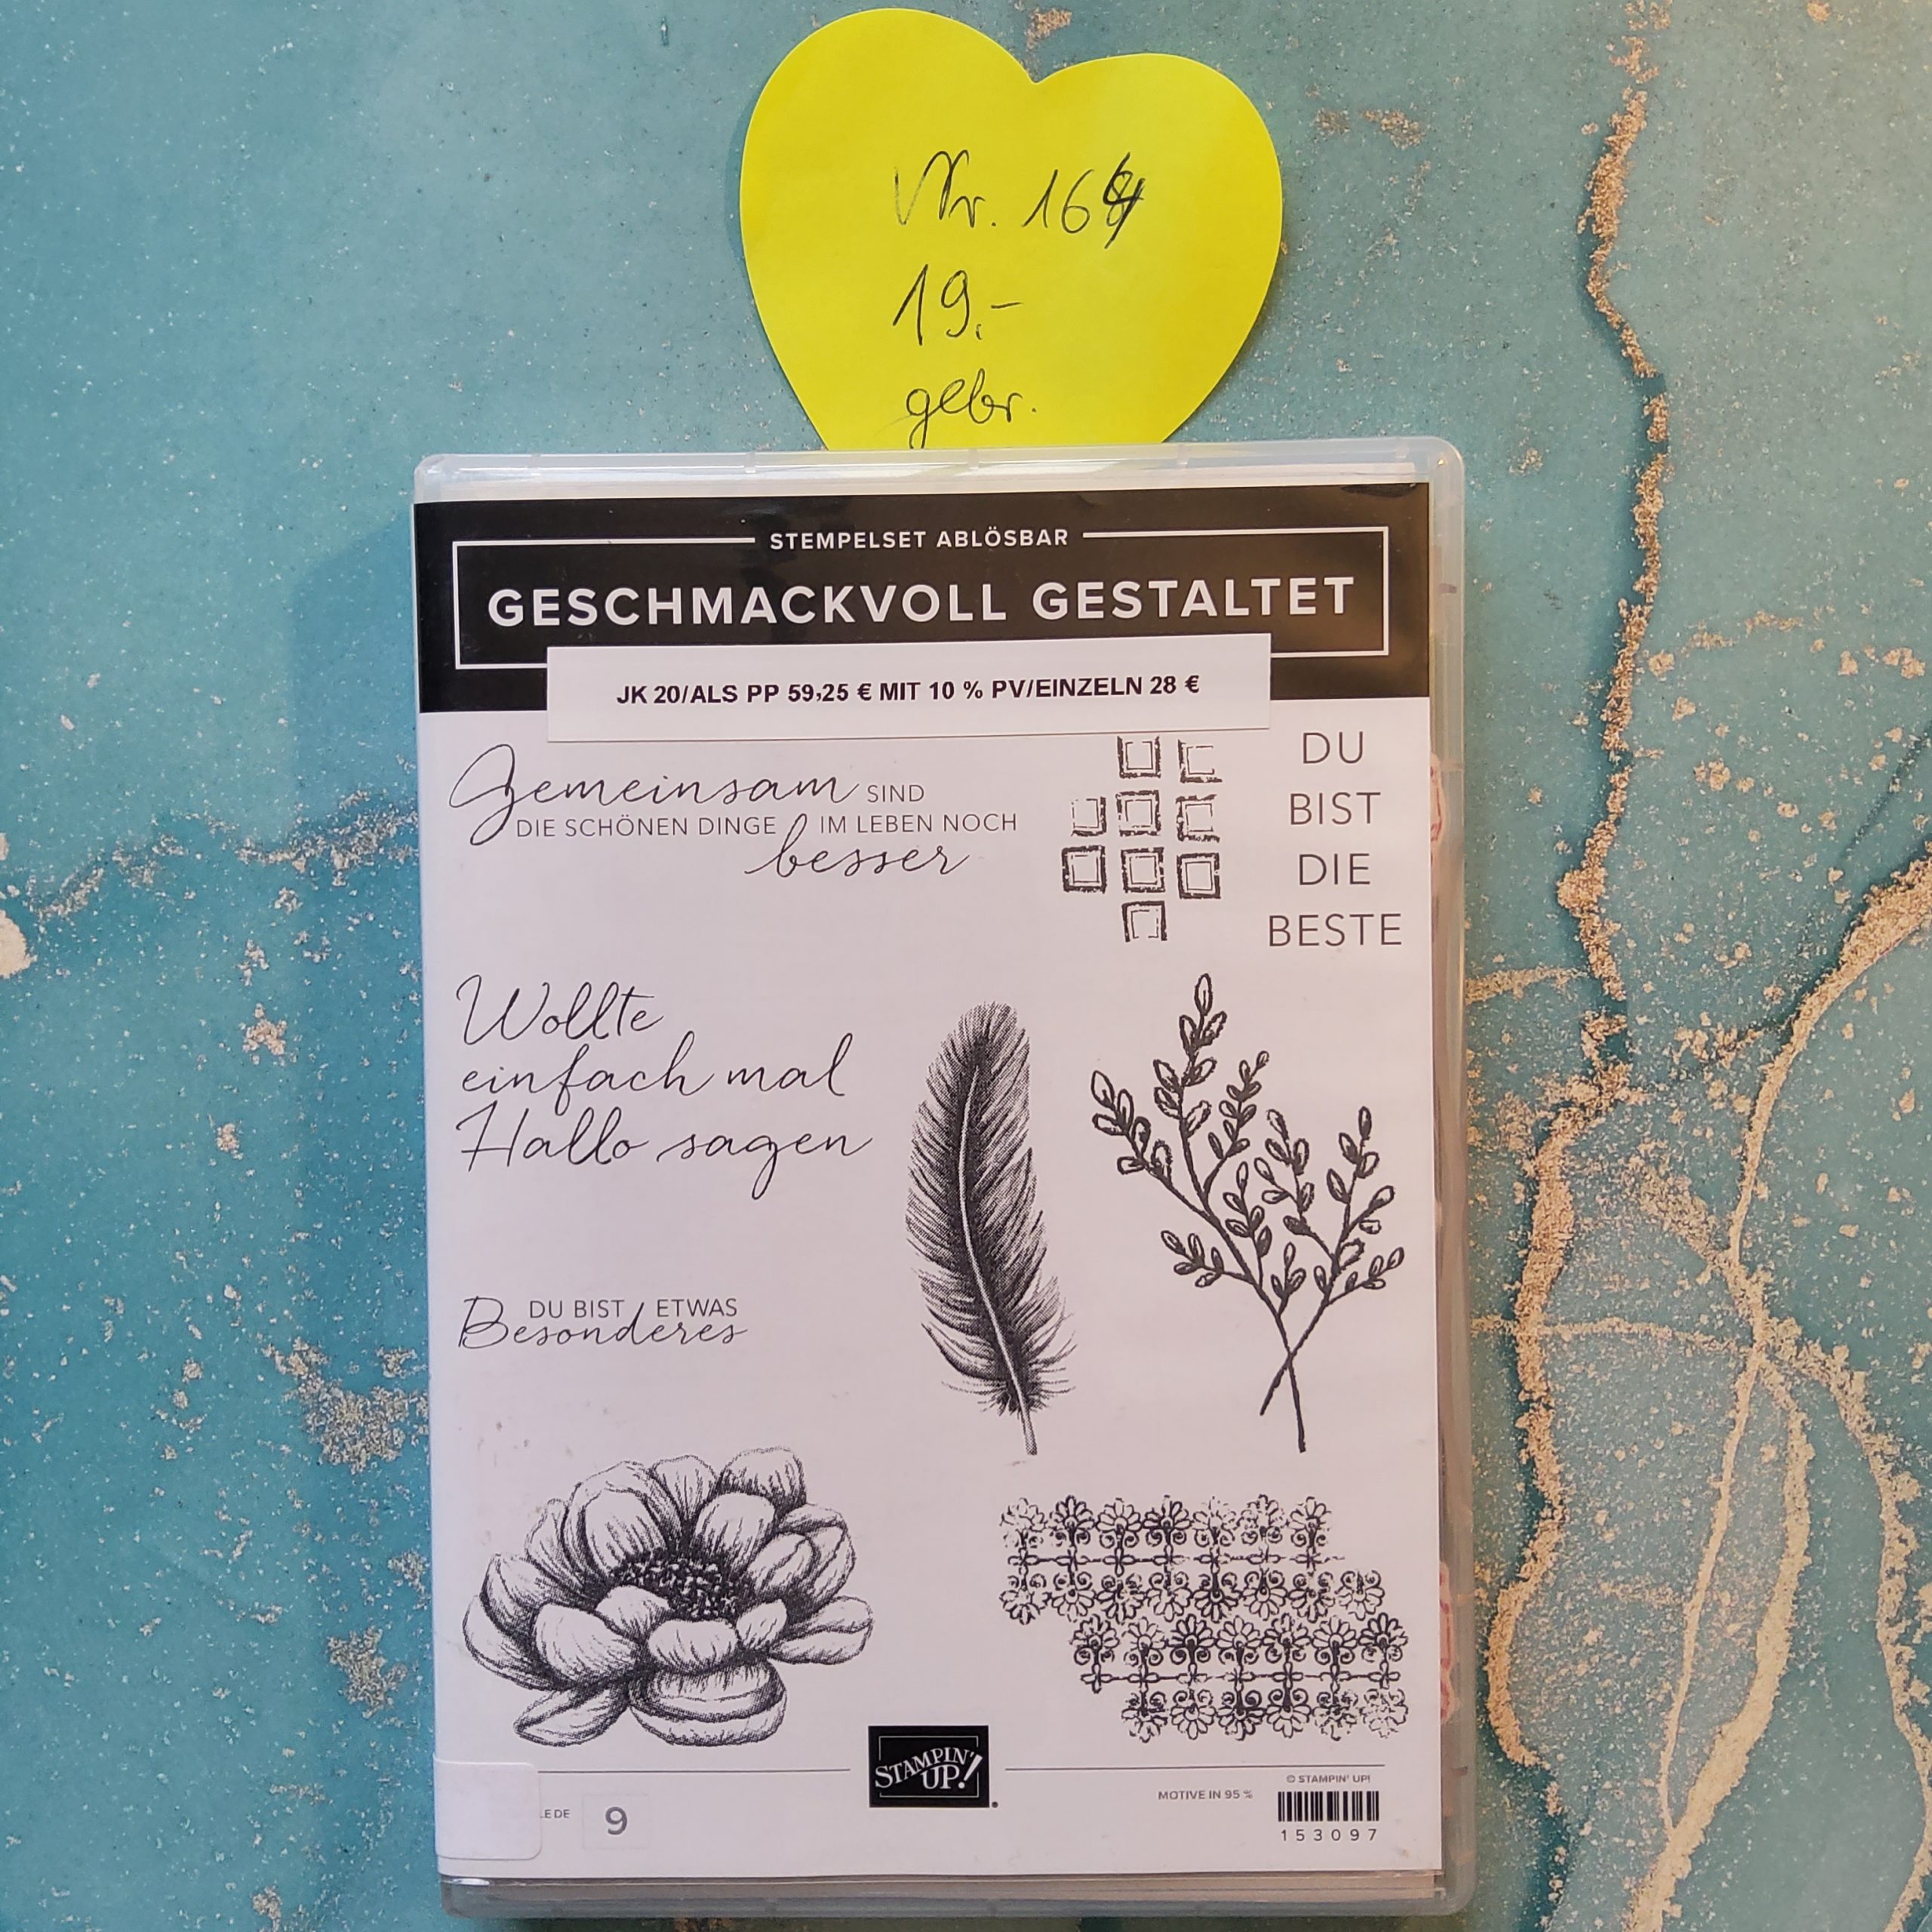 Nr. 164
19.-
gebr.
STEMPELSET ABLÖSBAR
GESCHMACKVOLL GESTALTET
JK 20/ALS PP 59,25 € MIT 10 % PV/EINZELN 28 €
Gemeinsam SIND
DIE SCHÖNEN DINGE IM LEBEN NOCH
besser
DU
BIST
DIE
BESTE
Wollte
einfach mal
Hallo sagen
DU BIST ETWAS
Besonderes
STAMPIN' UP!
LE DE 9
MOTIVE IN 95 %
© STAMPIN' UP!
153097